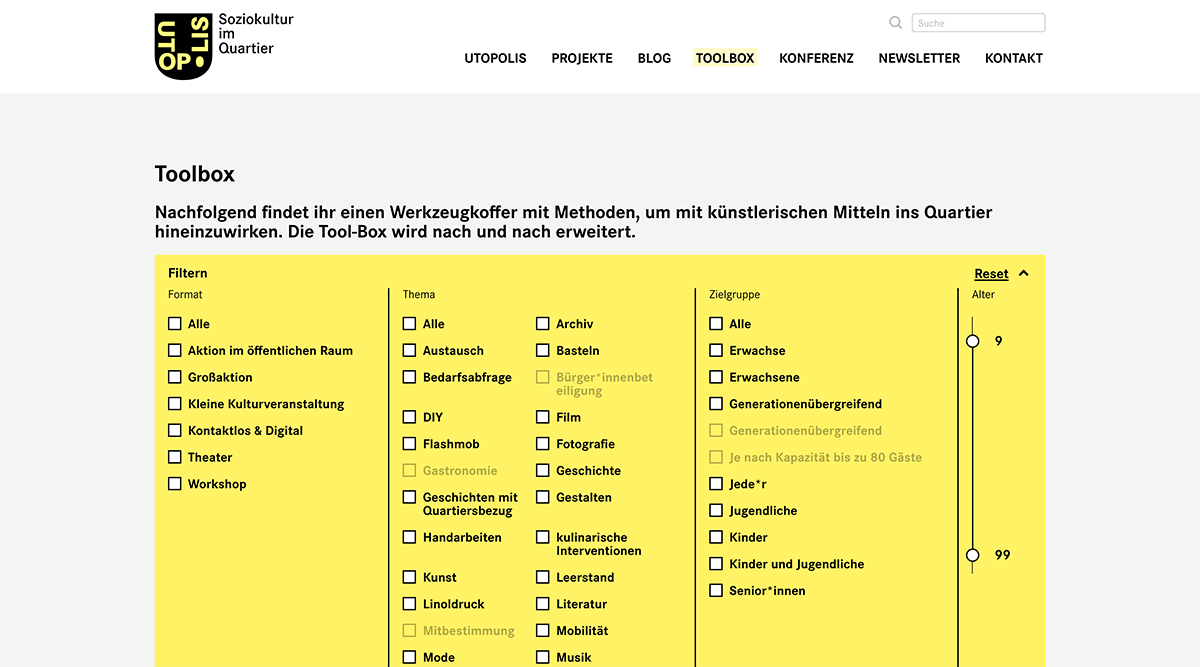 UTOPOLIS
Soziokultur
im
Quartier
Suche
UTOPOLIS PROJEKTE BLOG TOOLBOX KONFERENZ NEWSLETTER KONTAKT
Toolbox
Nachfolgend findet ihr einen Werkzeugkoffer mit Methoden, um mit künstlerischen Mitteln ins Quartier
hineinzuwirken. Die Tool-Box wird nach und nach erweitert.
Filtern
Reset
Format
Alle
Aktion im öffentlichen Raum
Großaktion
Kleine Kulturveranstaltung
Kontaktlos & Digital
Theater
Workshop
Thema
Alle
Austausch
Bedarfsabfrage
DIY
Flashmob
Gastronomie
Geschichten mit
Quartiersbezug
Handarbeiten
Kunst
Linoldruck
Mitbestimmung
Mode
Archiv
Basteln
Bürger*innenbet
eiligung
Film
Fotografie
Geschichte
Gestalten
kulinarische
Interventionen
Leerstand
Literatur
Mobilität
Musik
Zielgruppe
Alle
Erwachse
Erwachsene
Generationenübergreifend
Generationenübergreifend
Je nach Kapazität bis zu 80 Gäste
Jede*r
Jugendliche
Kinder
Kinder und Jugendliche
Senior*innen
Alter
9
99